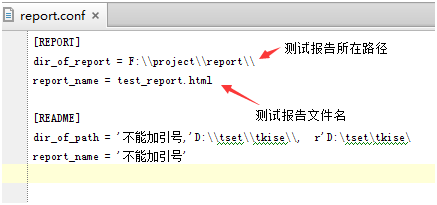 report.conf
[REPORT]
dir_of_report = F:\\project\\report\\
测试报告所在路径
report_name = test_report.html
测试报告文件名
[README]
dir_of_path = '不能加引号,'D:\\tset\\tkise\\, r'D:\tset\tkise\
report_name = '不能加引号'